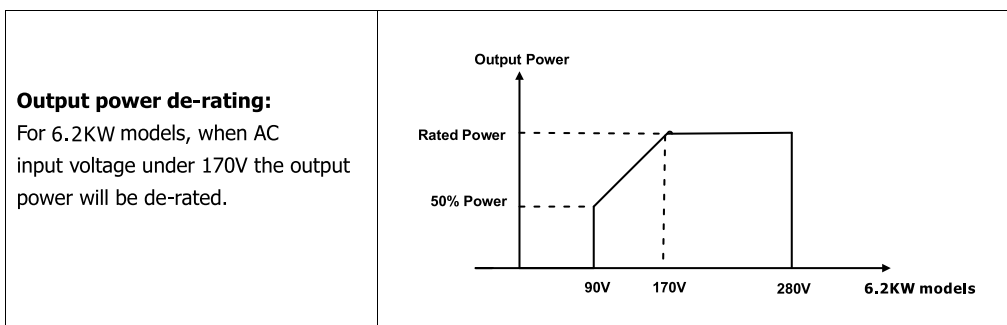 Output power de-rating:
For 6.2KW models, when AC
input voltage under 170V the output
power will be de-rated.
Output Power
Rated Power
50% Power
90V
170V
280V
6.2KW models